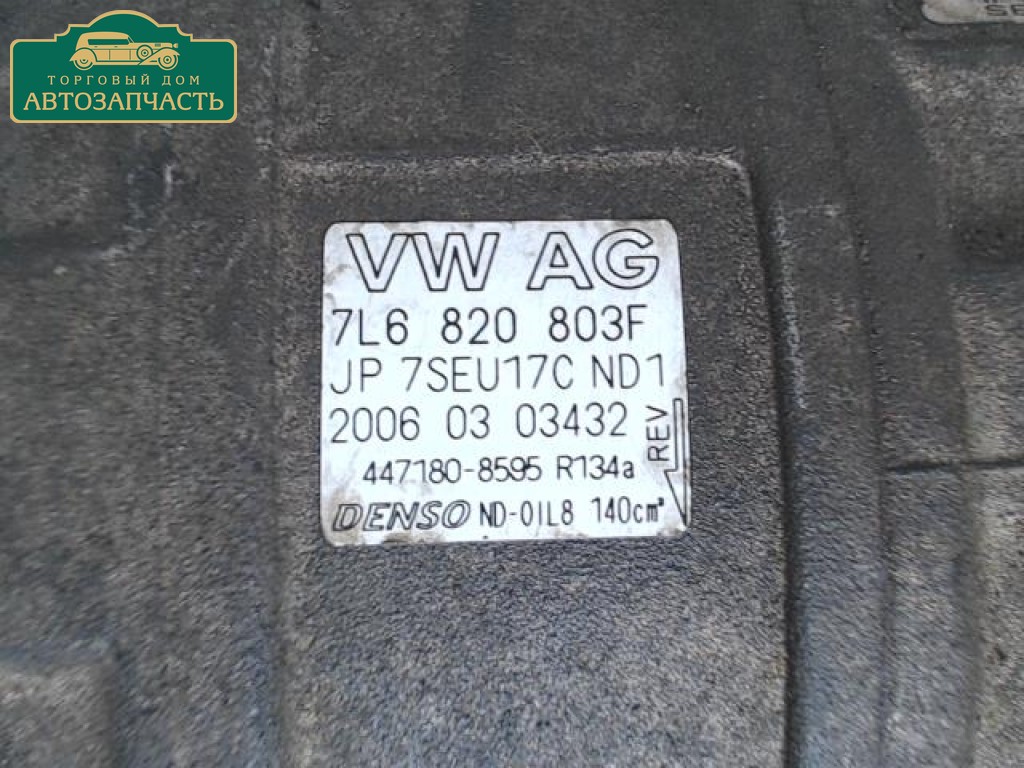 ТОРГОВЫЙ ДОМ
АВТОЗАПЧАСТЬ
VW AG
7L6 820 803F
JP 7SEU17C ND1
2006 03 03432
REV
447180-8595 R134a
DENSO ND-OIL8 140cm³